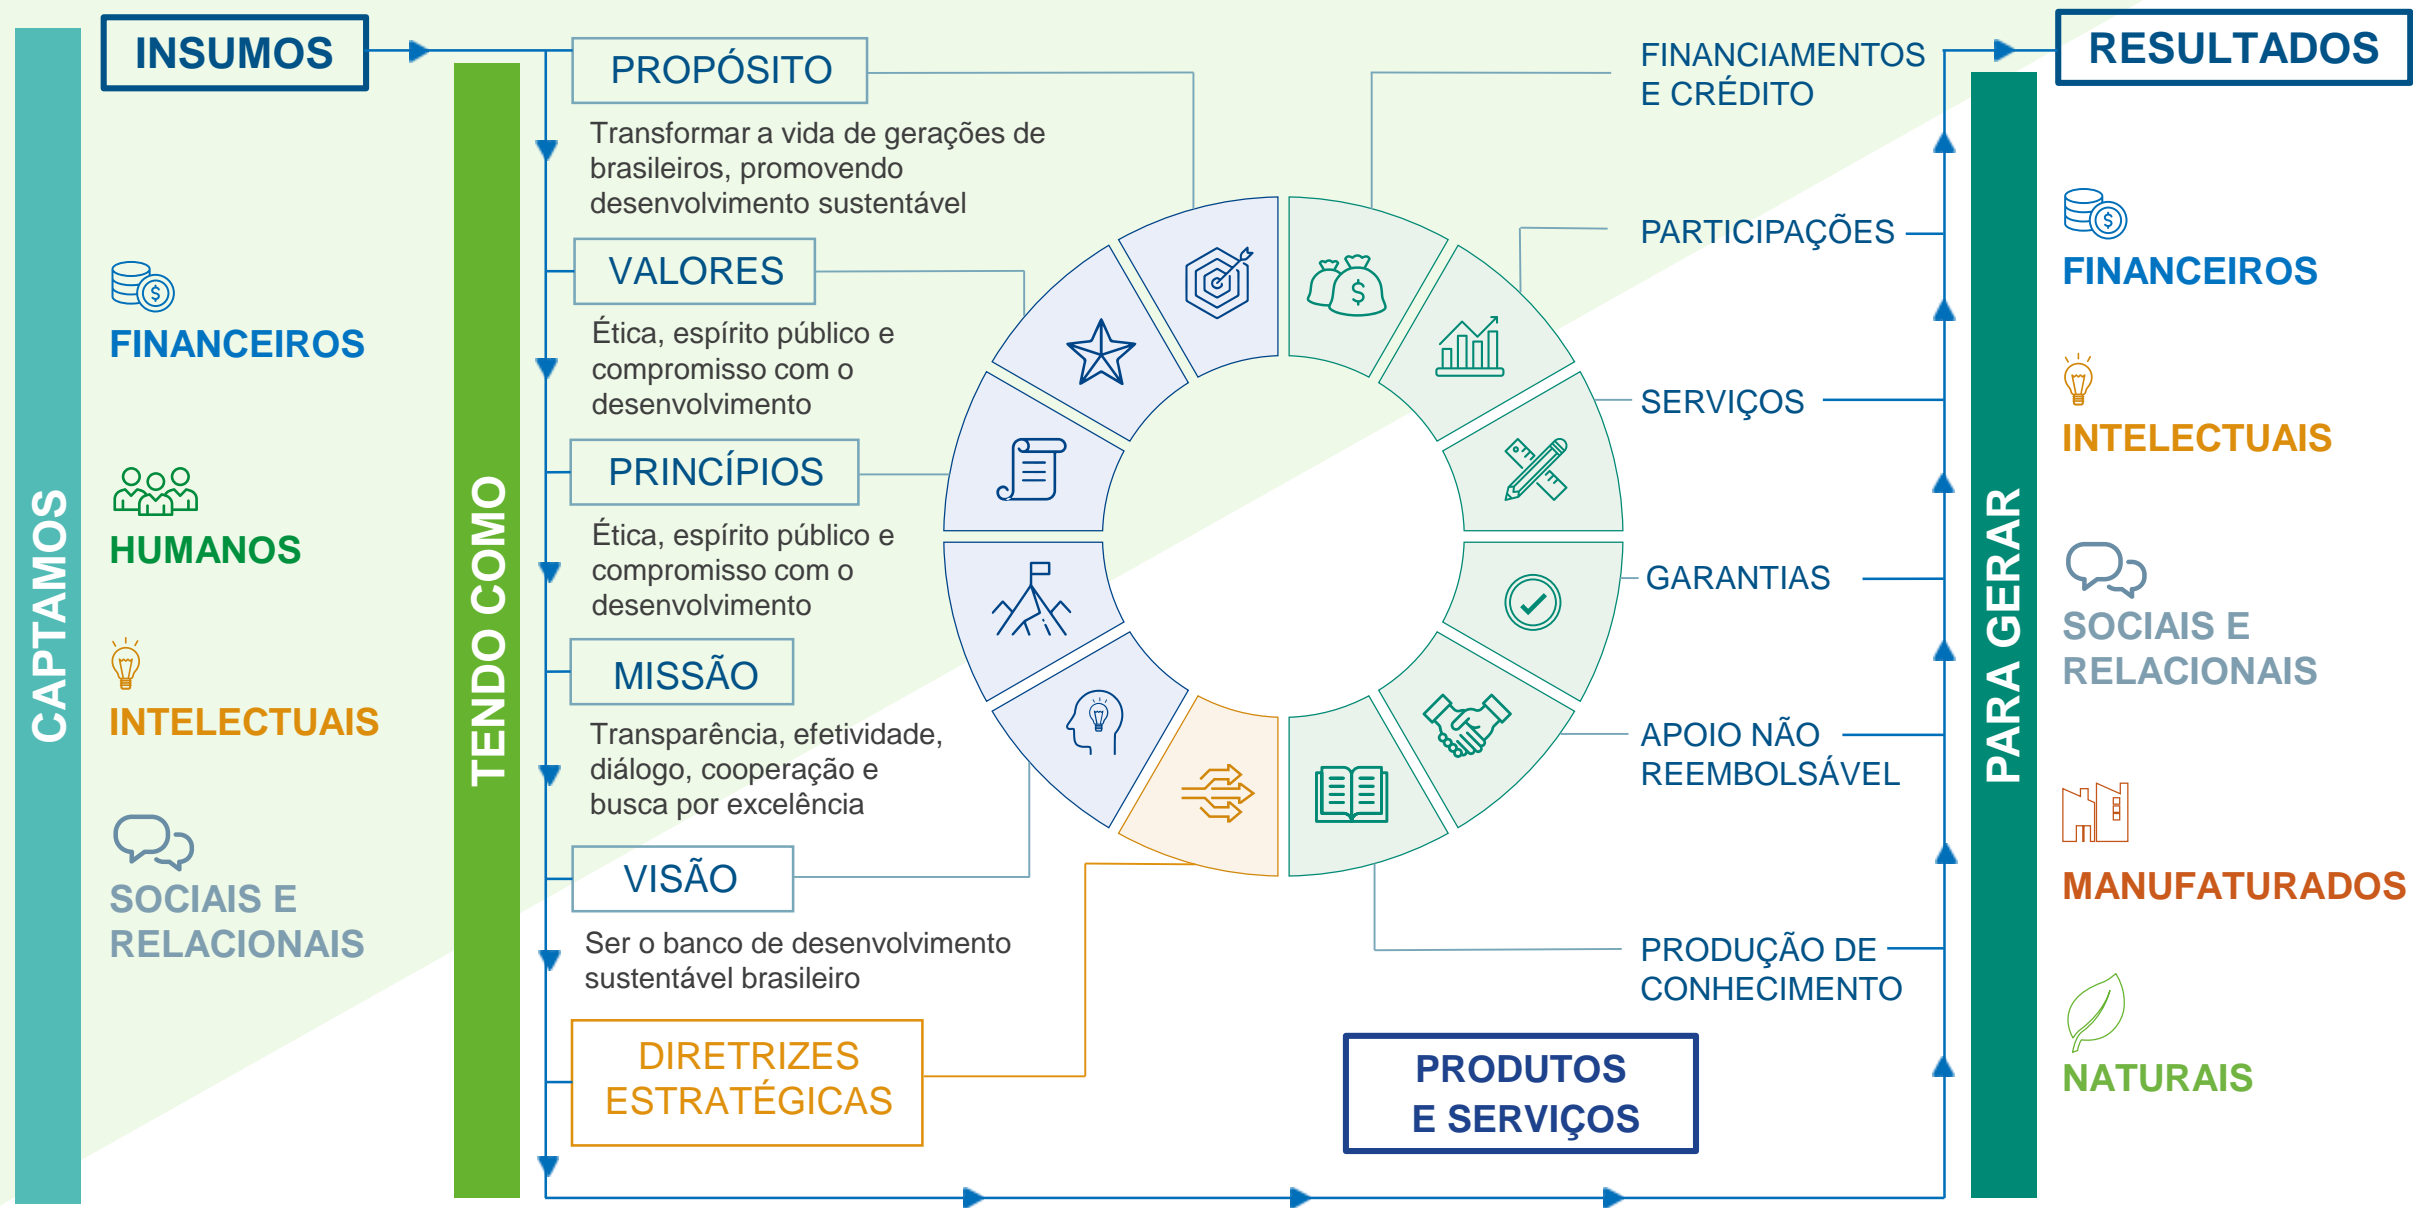 INSUMOS
CAPTAMOS
FINANCEIROS
HUMANOS
INTELECTUAIS
SOCIAIS E
RELACIONAIS
TENDO COMO
PROPÓSITO
Transformar a vida de gerações de
brasileiros, promovendo
desenvolvimento sustentável
VALORES
Ética, espírito público e
compromisso com o
desenvolvimento
PRINCÍPIOS
Ética, espírito público e
compromisso com o
desenvolvimento
MISSÃO
Transparência, efetividade,
diálogo, cooperação e
busca por excelência
VISÃO
Ser o banco de desenvolvimento
sustentável brasileiro
DIRETRIZES
ESTRATÉGICAS
FINANCIAMENTOS
E CRÉDITO
PARTICIPAÇÕES
SERVIÇOS
GARANTIAS
APOIO NÃO
REEMBOLSÁVEL
PRODUÇÃO DE
CONHECIMENTO
PRODUTOS
E SERVIÇOS
PARA GERAR
RESULTADOS
FINANCEIROS
INTELECTUAIS
SOCIAIS E
RELACIONAIS
MANUFATURADOS
NATURAIS